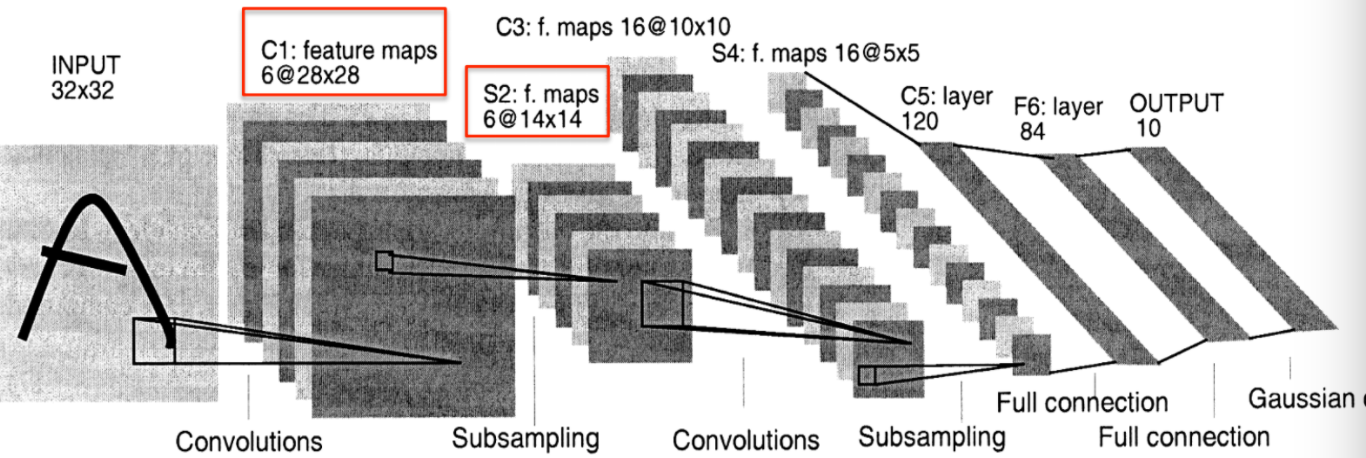 INPUT
32x32
C1: feature maps
6@28x28
S2: f. maps
6@14x14
C3: f. maps 16@10x10
S4: f. maps 16@5x5
C5: layer
120
F6: layer
84
OUTPUT
10
Convolutions
Subsampling
Convolutions
Subsampling
Full connection
Full connection
Gaussian